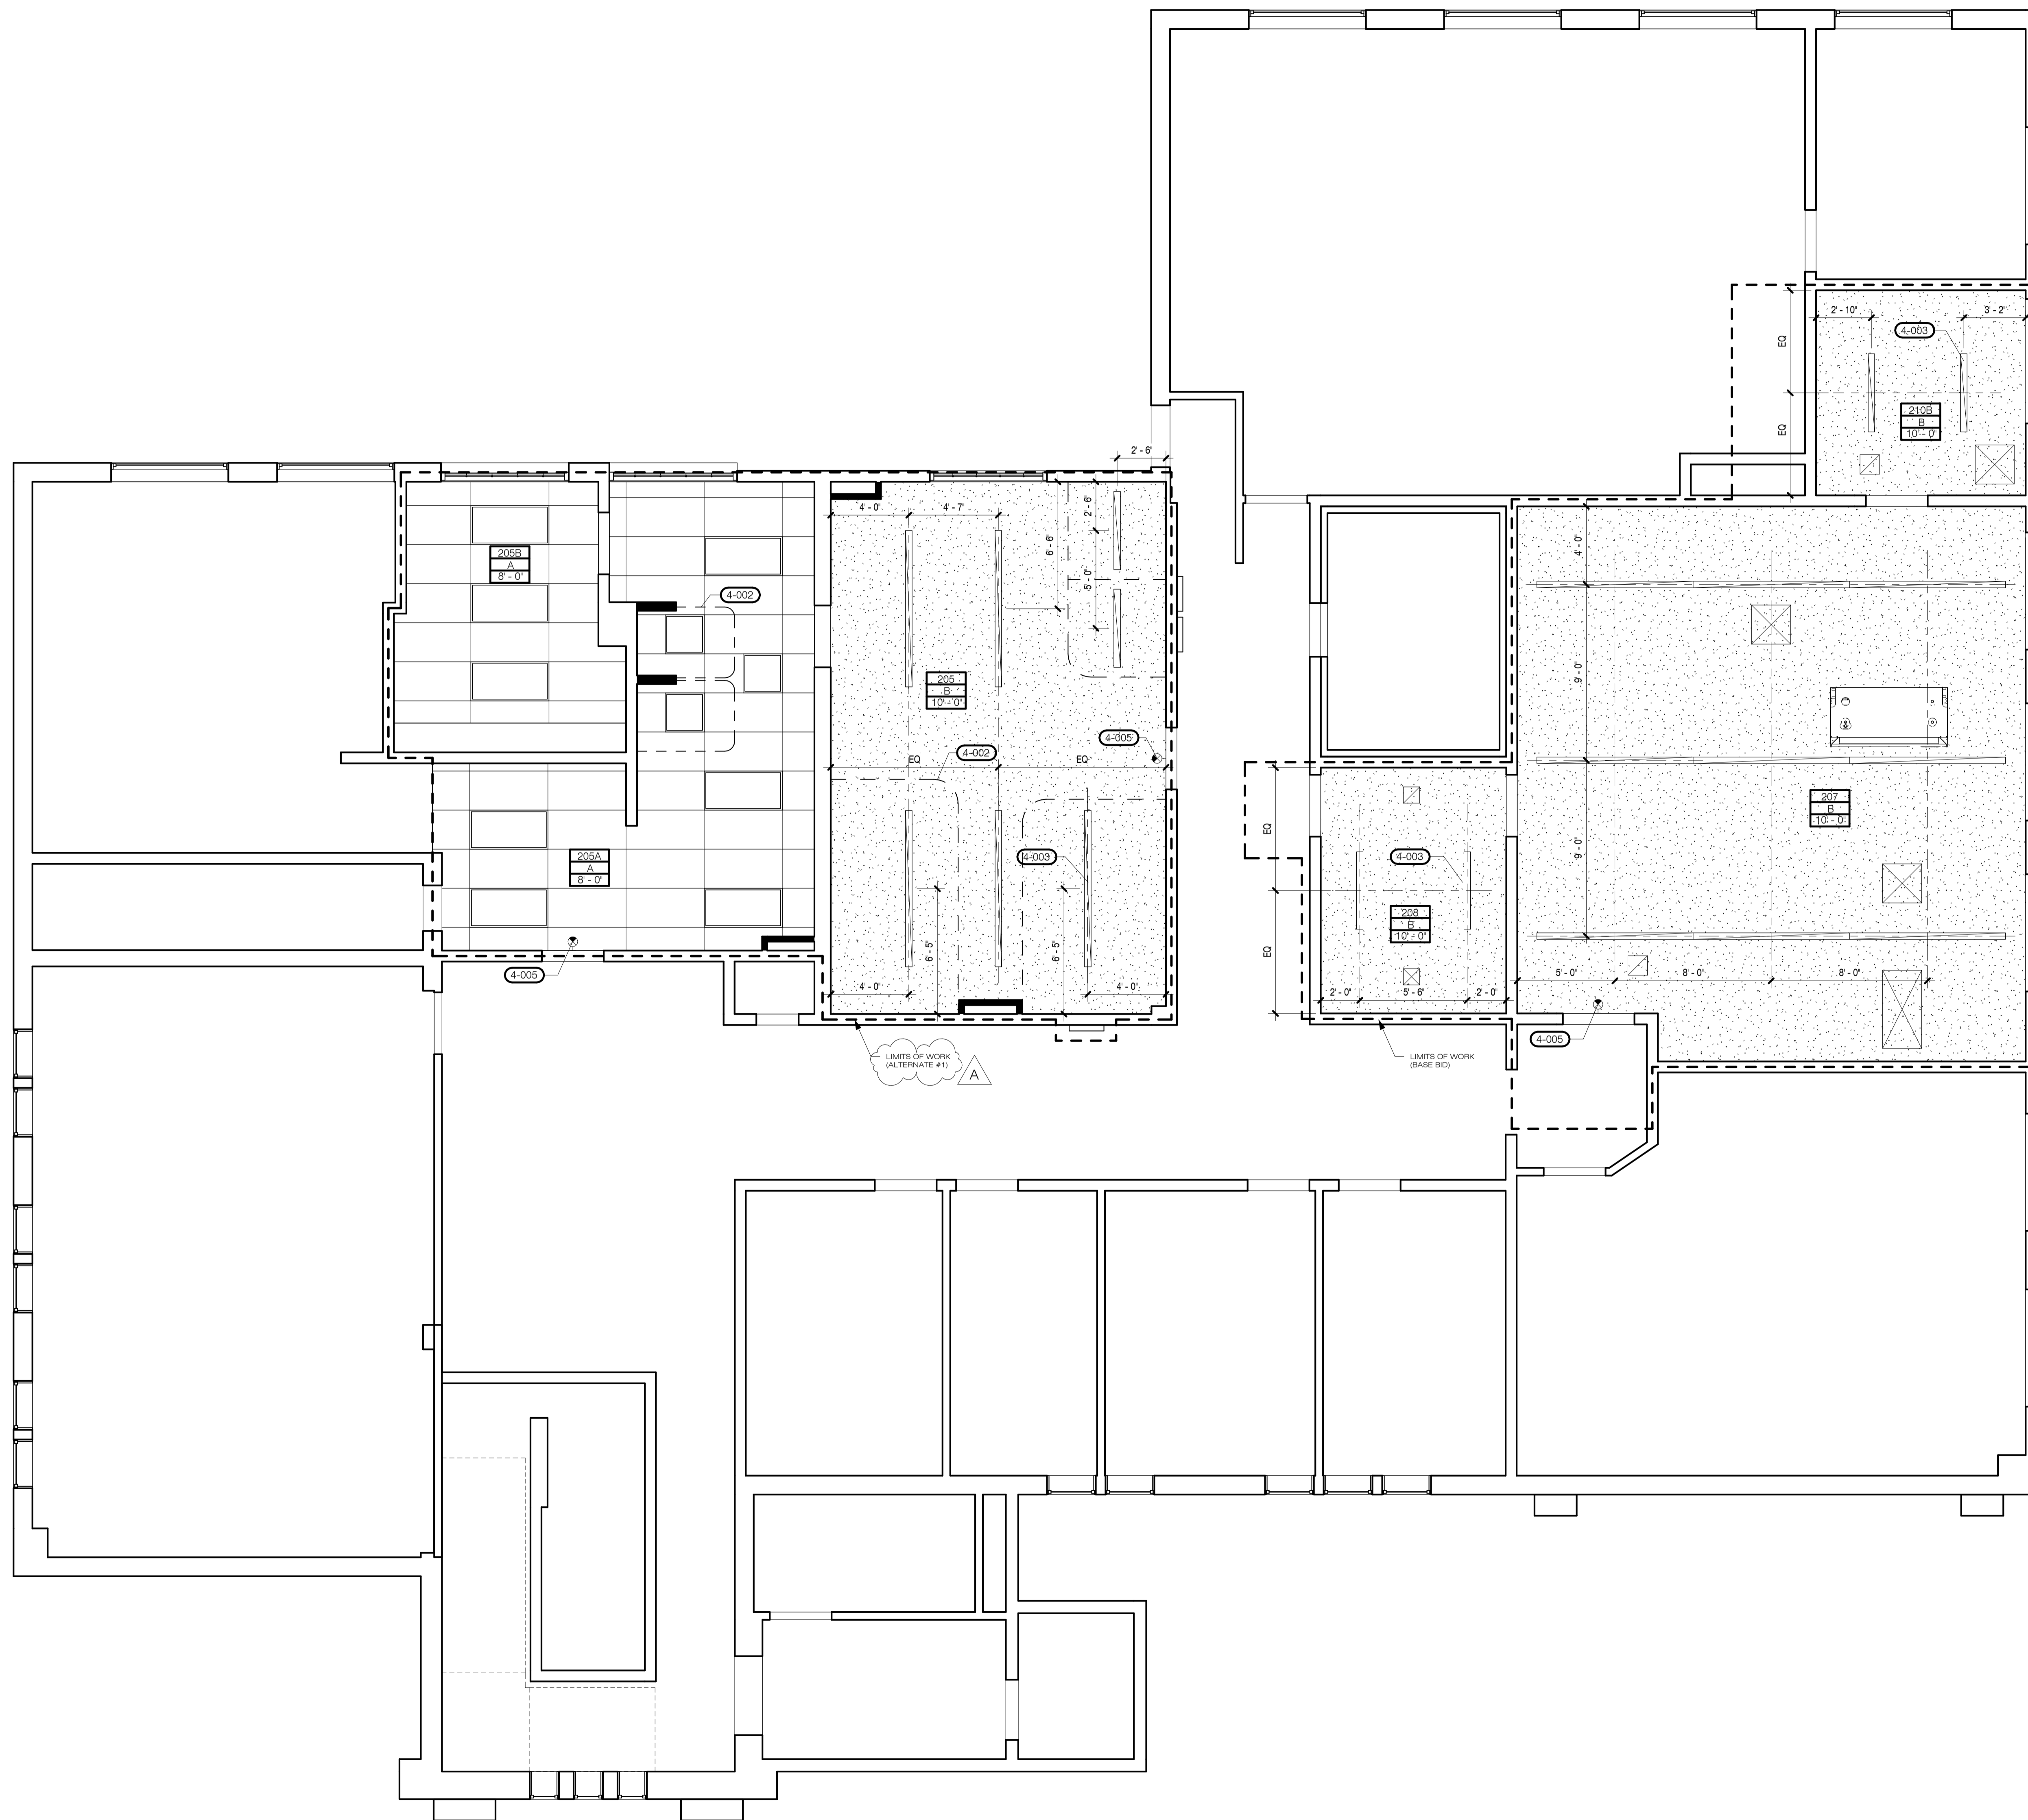 2' - 10"
3' - 2"
4-003
EQ
EQ
210B
B
10' - 0"
2' - 6"
4' - 0"
4' - 7"
2' - 6"
6' - 6"
5' - 0"
4' - 0"
205B
A
8' - 0"
4-002
205
B
10' - 0"
9' - 0"
4-005
4-002
EQ
EQ
207
B
10' - 0"
EQ
9' - 0"
205A
A
8' - 0"
4-003
4-003
208
B
10' - 0"
6' - 5"
6' - 5"
EQ
4-005
4' - 0"
4' - 0"
2' - 0"
5' - 6"
2' - 0"
5' - 0"
8' - 0"
8' - 0"
4-005
LIMITS OF WORK
(ALTERNATE #1)
A
LIMITS OF WORK
(BASE BID)